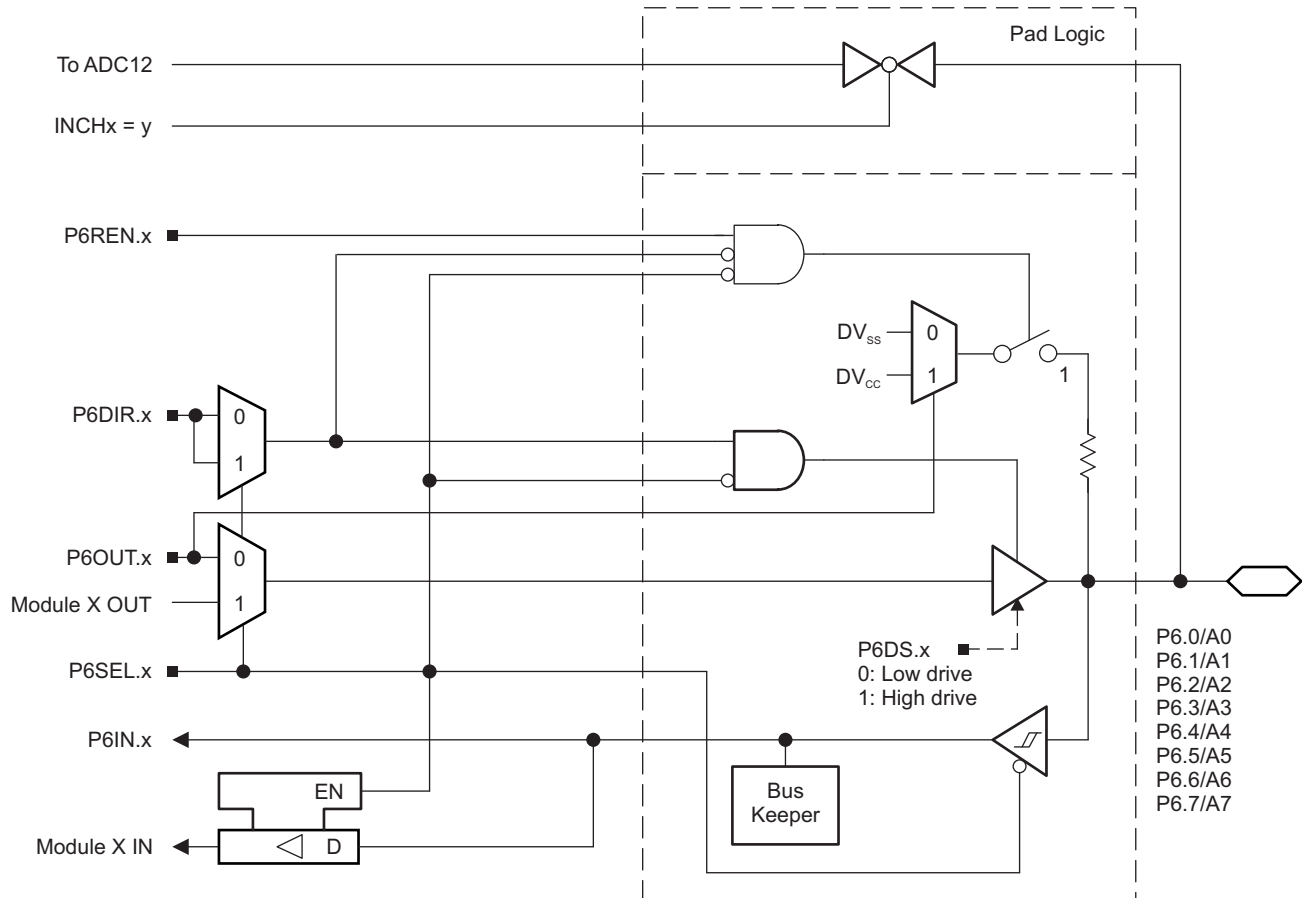 Pad Logic
To ADC12
INCHx = y
P6REN.x
DVSS
0
DVCC
1
1
P6DIR.x
0
1
P6OUT.x
0
Module X OUT
1
P6DS.x
0: Low drive
1: High drive
P6SEL.x
P6IN.x
EN
Bus
Keeper
Module X IN
D
P6.0/A0
P6.1/A1
P6.2/A2
P6.3/A3
P6.4/A4
P6.5/A5
P6.6/A6
P6.7/A7